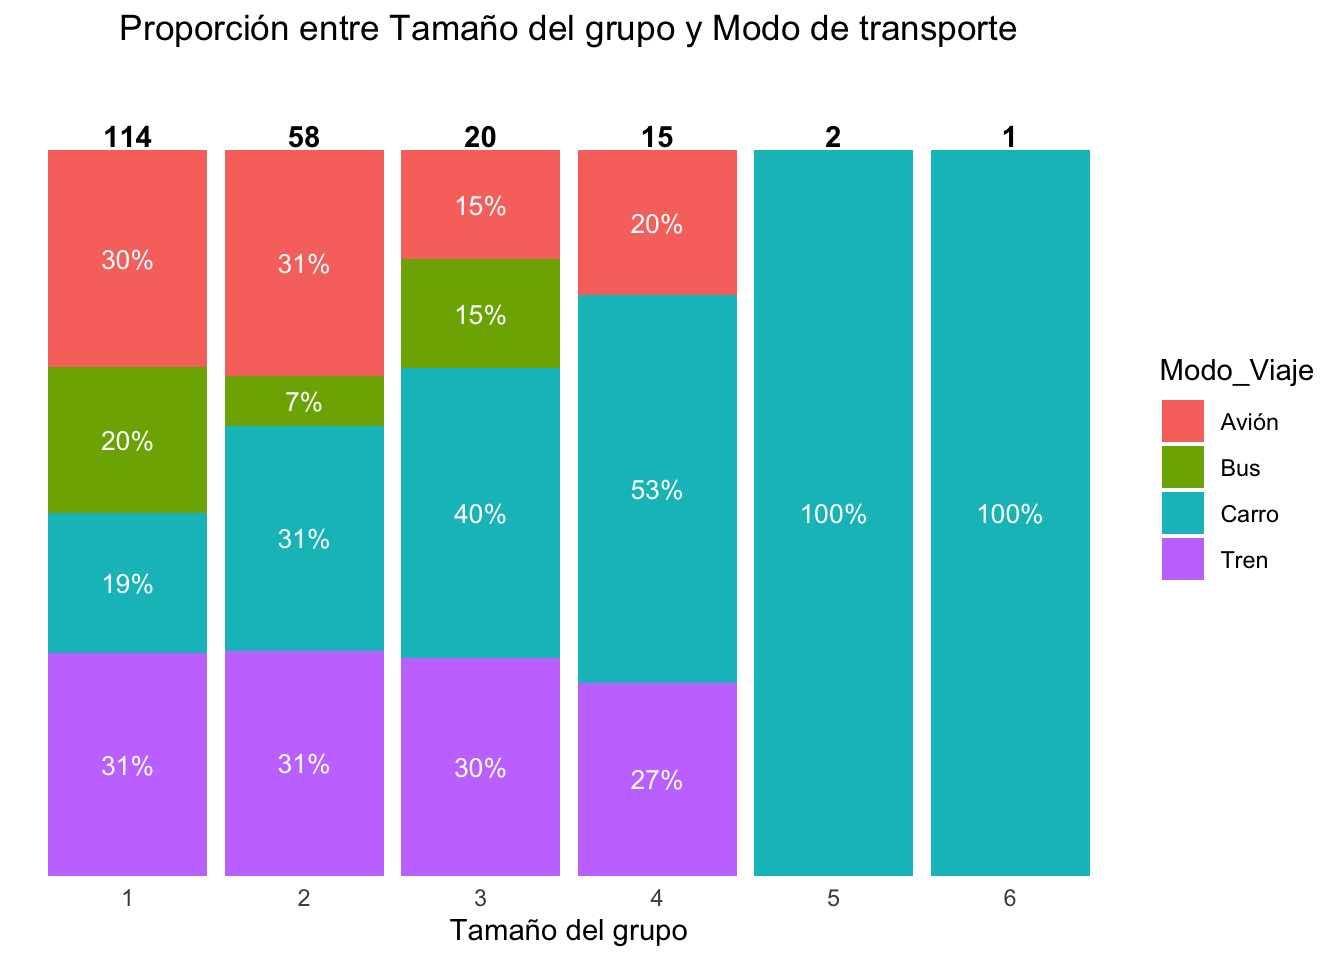 Proporción entre Tamaño del grupo y Modo de transporte
114 58 20 15 2 1
30% 31% 15% 20%
20% 7% 15% 53% 100% 100%
19% 31% 40%
31% 31% 30% 27%
1 2 3 4 5 6
Tamaño del grupo
Modo_Viaje
Avión
Bus
Carro
Tren